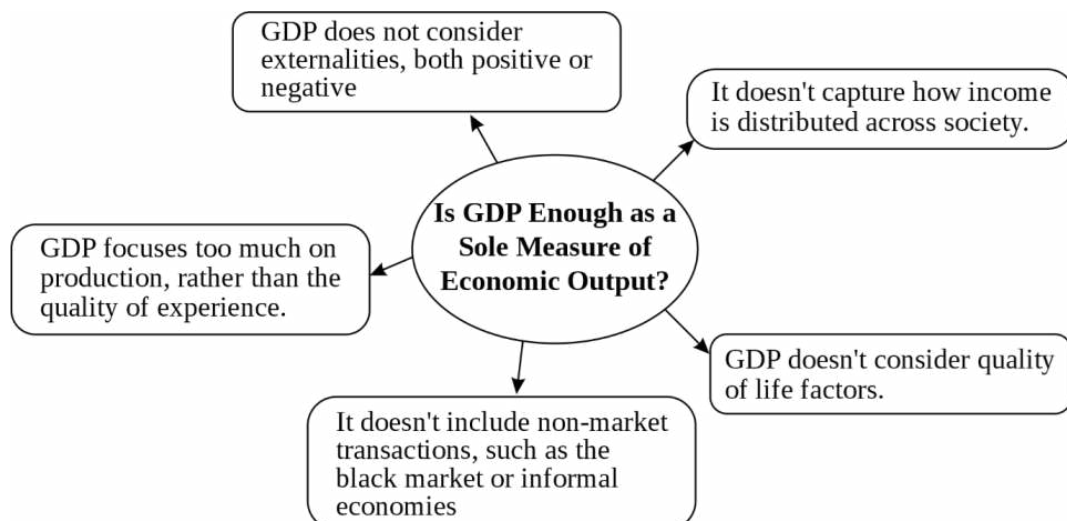 GDP does not consider
externalities, both positive or
negative
It doesn't capture how income
is distributed across society.
Is GDP Enough as a
Sole Measure of
Economic Output?
GDP focuses too much on
production, rather than the
quality of experience.
GDP doesn't consider quality
of life factors.
It doesn't include non-market
transactions, such as the
black market or informal
economies